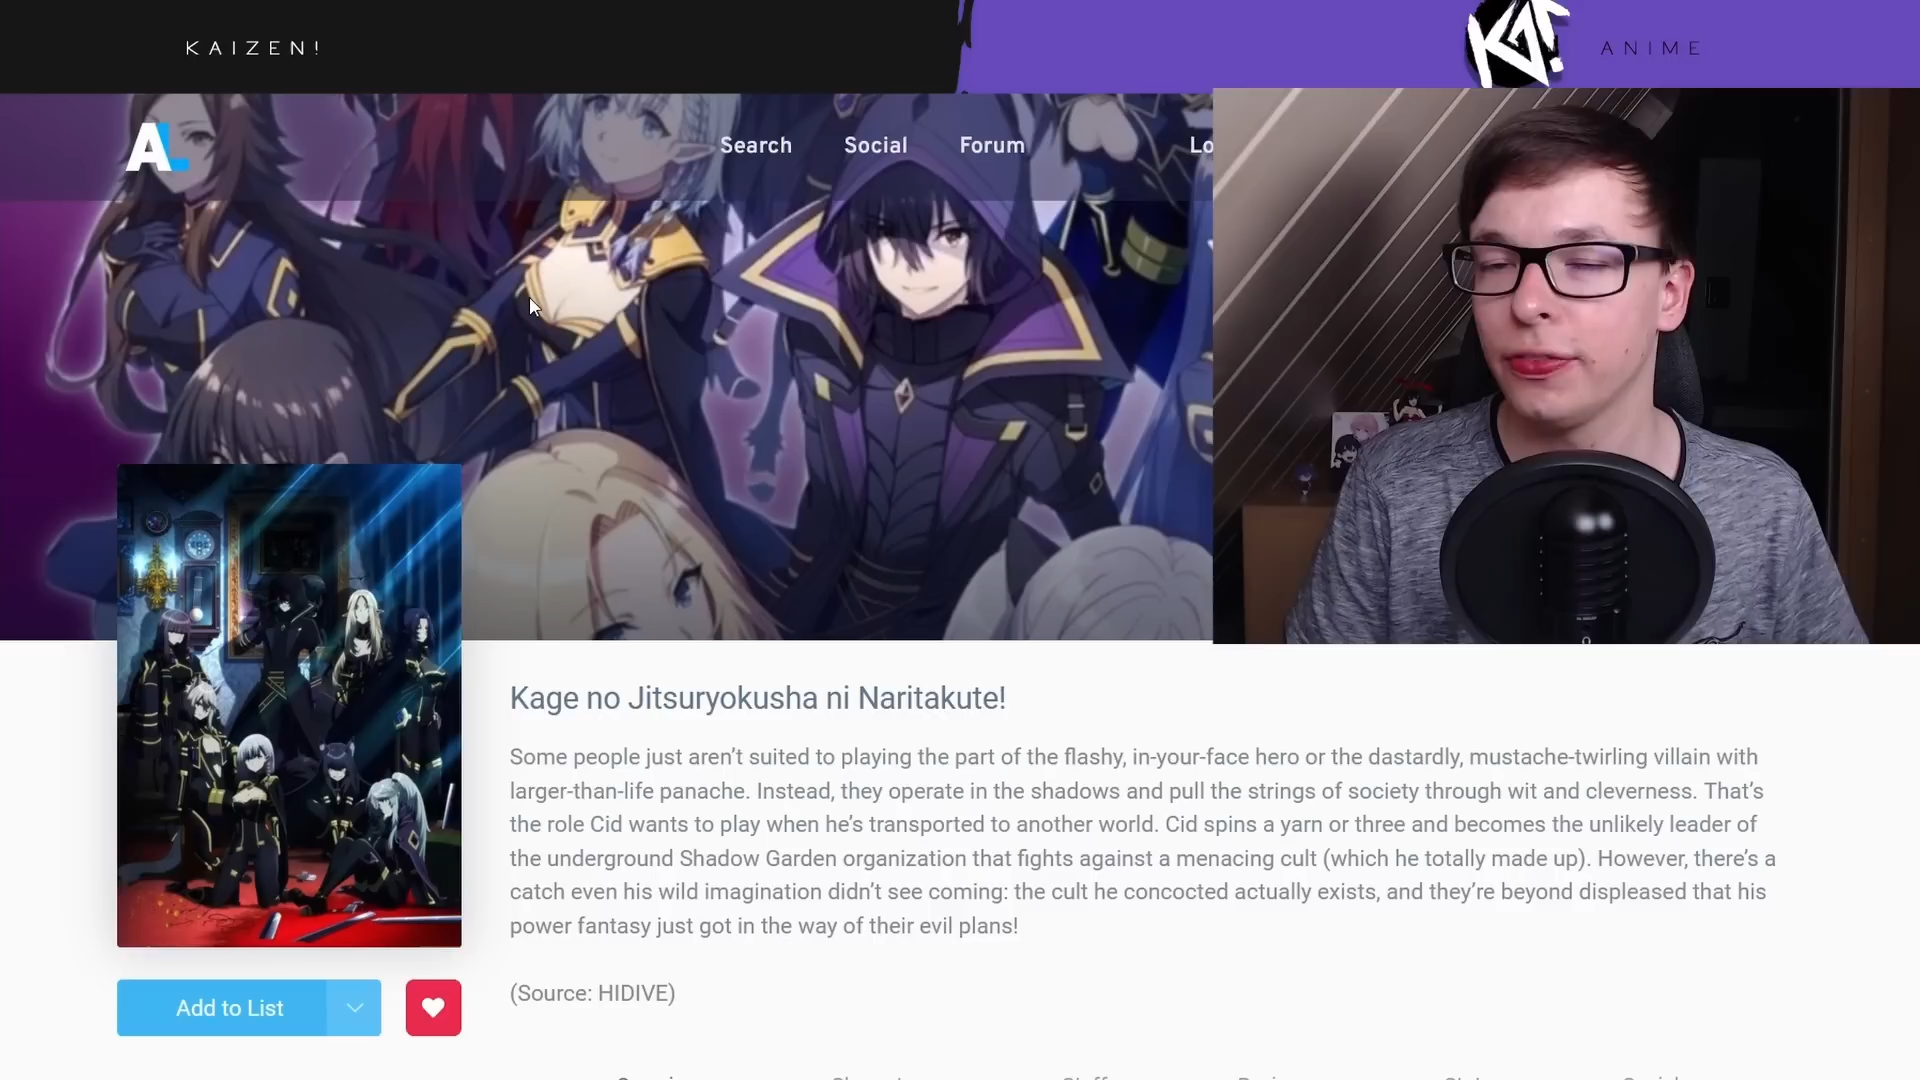 KAIZEN!
KA!
ANIME
AL
Search
Social
Forum
Lo
Kage no Jitsuryokusha ni Naritakute!
Some people just aren’t suited to playing the part of the flashy, in-your-face hero or the dastardly, mustache-twirling villain with
larger-than-life panache. Instead, they operate in the shadows and pull the strings of society through wit and cleverness. That’s
the role Cid wants to play when he’s transported to another world. Cid spins a yarn or three and becomes the unlikely leader of
the underground Shadow Garden organization that fights against a menacing cult (which he totally made up). However, there’s a
catch even his wild imagination didn’t see coming: the cult he concocted actually exists, and they’re beyond displeased that his
power fantasy just got in the way of their evil plans!
(Source: HIDIVE)
Add to List